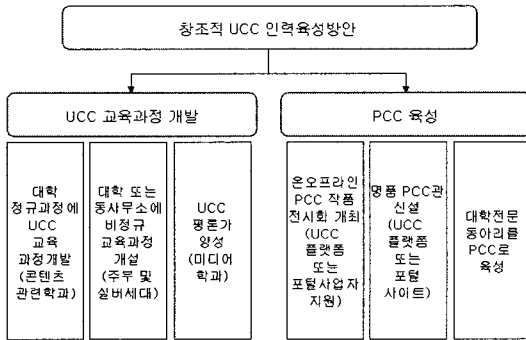 창조적 UCC 인력육성방안
UCC 교육과정 개발
PCC 육성
대학
정규과정에
UCC
교육
과정개발
(콘텐츠
관련학과)
대학 또는
동사무소에
비정규
교육과정
개설
(주부 및
실버세대)
UCC
평론가
양성
(미디어
학과)
온오프라인
PCC 작품
전시화 개최
(UCC
플랫폼
또는
포털사업자
지원)
명품 PCC관
신설
(UCC
플랫폼
또는
포털
사이트)
대학전문
동아리를
PCC로
육성